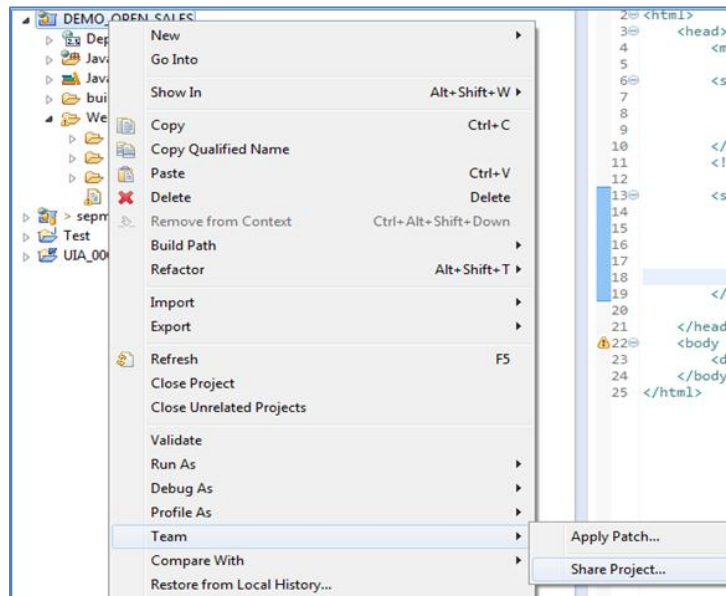 DEMO_OPEN_SALES
Dep
Java
Java
bui
We
> sepm
Test
UIA_000
New
Go Into
Show In Alt+Shift+W
Copy Ctrl+C
Copy Qualified Name
Paste Ctrl+V
Delete Delete
Remove from Context Ctrl+Alt+Shift+Down
Build Path
Refactor Alt+Shift+T
Import
Export
Refresh F5
Close Project
Close Unrelated Projects
Validate
Run As
Debug As
Profile As
Team
Compare With
Restore from Local History...
Apply Patch...
Share Project...
2 <html>
3 <head>
4 <m
5
6 <s
7
8
9
10 </
11 <!
12
13 <s
14
15
16
17
18
19 </
20
21 </head
22 <body
23 <d
24 </body
25 </html>